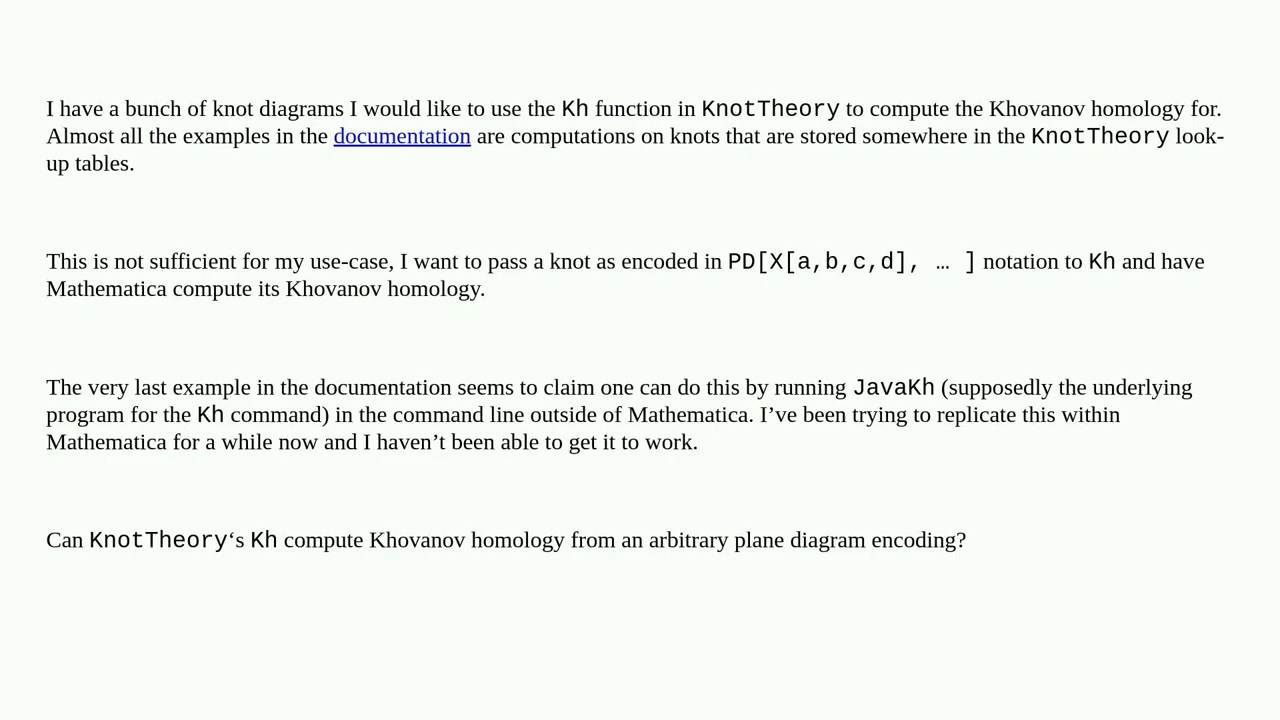 I have a bunch of knot diagrams I would like to use the Kh function in KnotTheory to compute the Khovanov homology for.
Almost all the examples in the documentation are computations on knots that are stored somewhere in the KnotTheory look-
up tables.
This is not sufficient for my use-case, I want to pass a knot as encoded in PD[X[a,b,c,d], … ] notation to Kh and have
Mathematica compute its Khovanov homology.
The very last example in the documentation seems to claim one can do this by running JavaKh (supposedly the underlying
program for the Kh command) in the command line outside of Mathematica. I’ve been trying to replicate this within
Mathematica for a while now and I haven’t been able to get it to work.
Can KnotTheory‘s Kh compute Khovanov homology from an arbitrary plane diagram encoding?